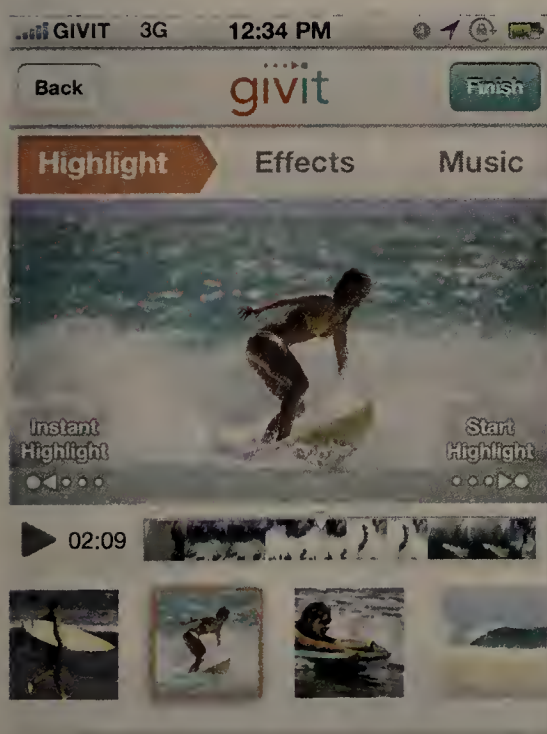 GIVIT 3G 12:34 PM
Back givit Finish
Highlight Effects Music
Instant Highlight
Start Highlight
02:09